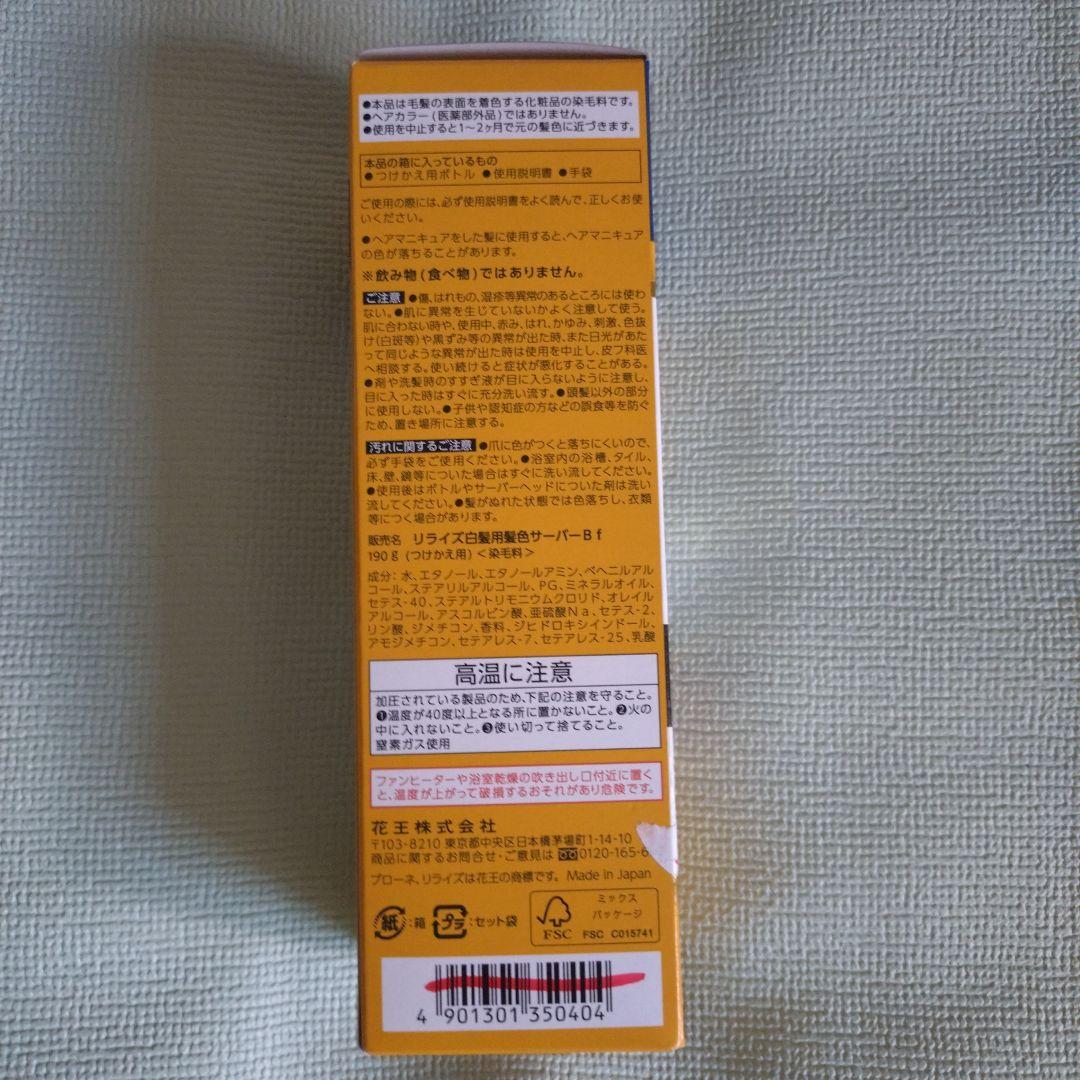 ●本品は毛髪の表面を着色する化粧品の染毛料です。
●ヘアカラー(医薬部外品)ではありません。
●使用を中止すると1〜2ヶ月で元の髪色に近づきます。
本品の箱に入っているもの
●つけかえ用ボトル ●使用説明書 ●手袋
ご使用の際には、必ず使用説明書をよく読んで、正しくお使
いください。
●ヘアマニキュアをした髪に使用すると、ヘアマニキュア
の色が落ちることがあります。
※飲み物(食べ物)ではありません。
ご注意 ●傷、はれもの、湿疹等異常のあるところには使わ
ない。●肌に異常を生じていないかよく注意して使う。
肌に合わない時や、使用中、赤み、はれ、かゆみ、刺激、色抜
け(白斑等)や黒ずみ等の異常が出た時、また日光があた
って同じような異常が出た時は使用を中止し、皮フ科医
へ相談する。使い続けると症状が悪化することがある。
●剤や洗髪時のすすぎ液が目に入らないように注意し、
目に入った時はすぐに充分洗い流す。●頭髪以外の部分
に使用しない。●子供や認知症の方などの誤食等を防ぐ
ため、置き場所に注意する。
汚れに関するご注意 ●爪に色がつくと落ちにくいので、
必ず手袋をご使用ください。●浴室内の浴槽、タイル、
床、壁、鏡等についた場合はすぐに洗い流してください。
●使用後はボトルやサーバーヘッドについた剤は洗い
流してください。●髪がぬれた状態では色落ちし、衣類
等につく場合があります。
販売名 リライズ白髪用髪色サーバーBf
190g (つけかえ用) <染毛料>
成分: 水、エタノール、エタノールアミン、ベヘニルアル
コール、ステアリルアルコール、PG、ミネラルオイル、
セテス-40、ステアルトリモニウムクロリド、オレイル
アルコール、アスコルビン酸、亜硫酸Na、セテス-2、
リン酸、ジメチコン、香料、ジヒドロキシインドール、
アモジメチコン、セテアレス-7、セテアレス-25、乳酸
高温に注意
加圧されている製品のため、下記の注意を守ること。
❶温度が40度以上となる所に置かないこと。❷火の
中に入れないこと。❸使い切って捨てること。
窒素ガス使用
ファンヒーターや浴室乾燥の吹き出し口付近に置く
と、温度が上がって破損するおそれがあり危険です。
花王株式会社
〒103-8210 東京都中央区日本橋茅場町1-14-10
商品に関するお問合せ・ご意見は 0120-165-6
ブローネ、リライズは花王の商標です。 Made in Japan
紙:箱 プラ:セット袋
FSC
ミックス
パッケージ
FSC C015741
4 901301 350404